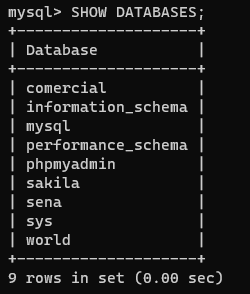 mysql> SHOW DATABASES;
+--------------------+
| Database           |
+--------------------+
| comercial          |
| information_schema |
| mysql              |
| performance_schema |
| phpmyadmin         |
| sakila             |
| sena               |
| sys                |
| world              |
+--------------------+
9 rows in set (0.00 sec)